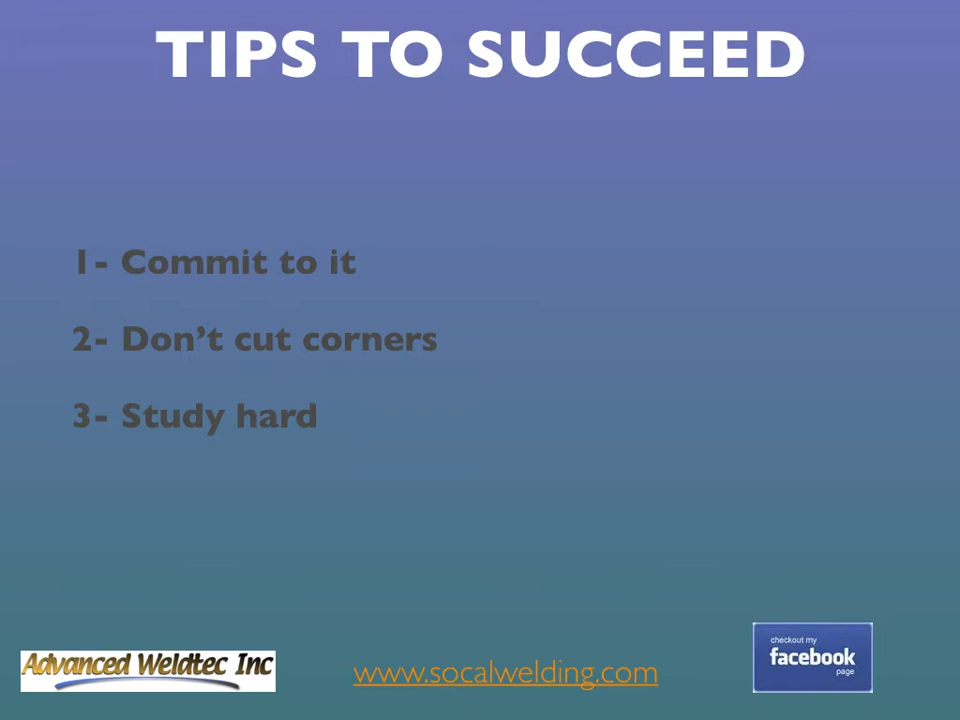 TIPS TO SUCCEED
1- Commit to it
2- Don’t cut corners
3- Study hard
Advanced Weldtec Inc
www.socalwelding.com
checkout my
facebook
page